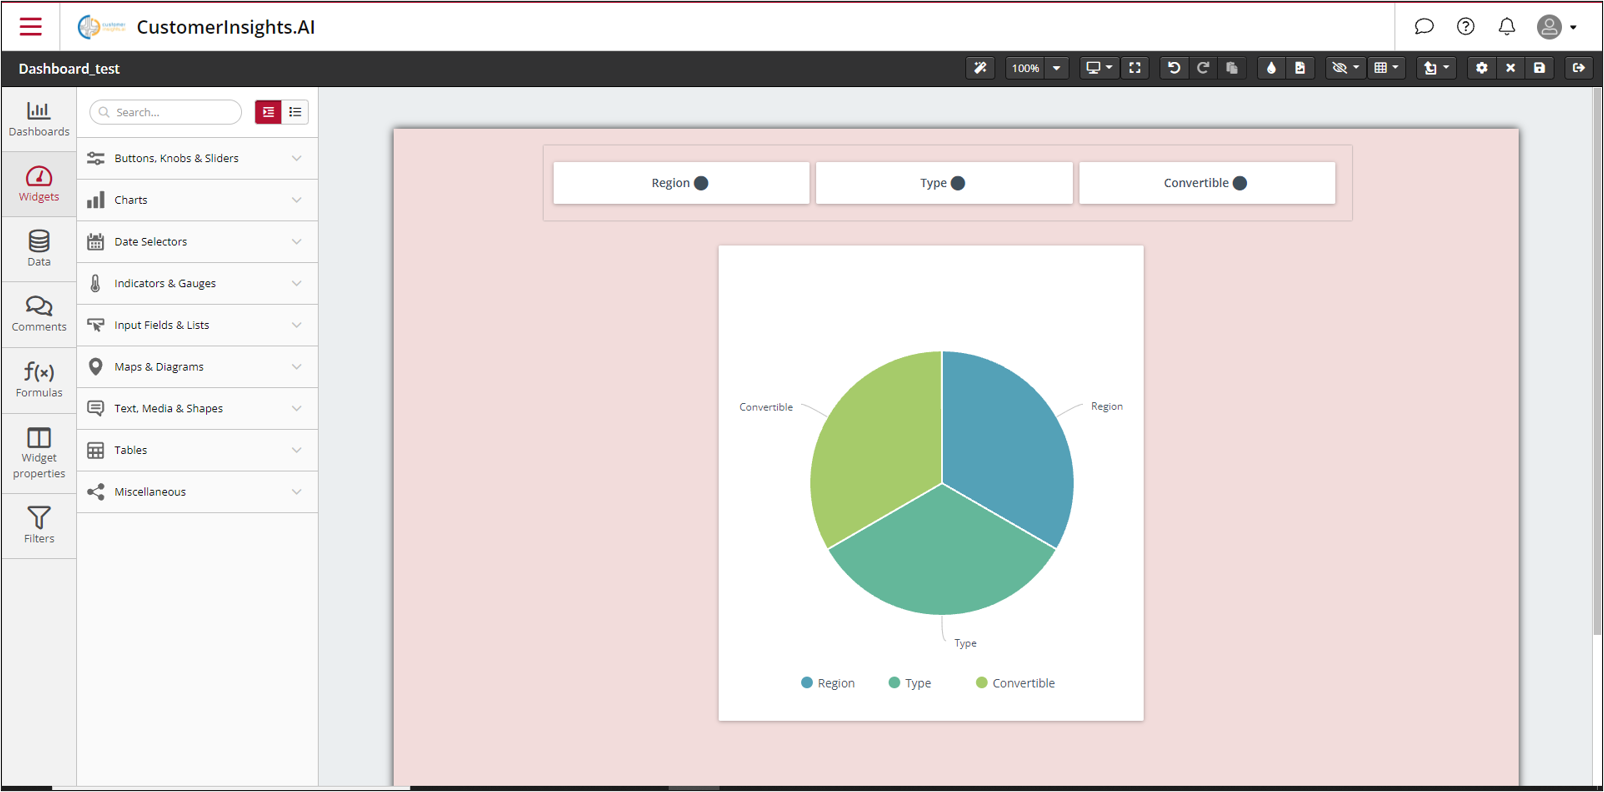 CustomerInsights.AI
Dashboard_test
100%
Dashboards
Search...
Widgets
Buttons, Knobs & Sliders
Charts
Data
Date Selectors
Indicators & Gauges
Comments
Input Fields & Lists
Maps & Diagrams
f(x)
Formulas
Text, Media & Shapes
Widget
properties
Tables
Miscellaneous
Filters
Region
Type
Convertible
Convertible
Region
Type
Region
Type
Convertible